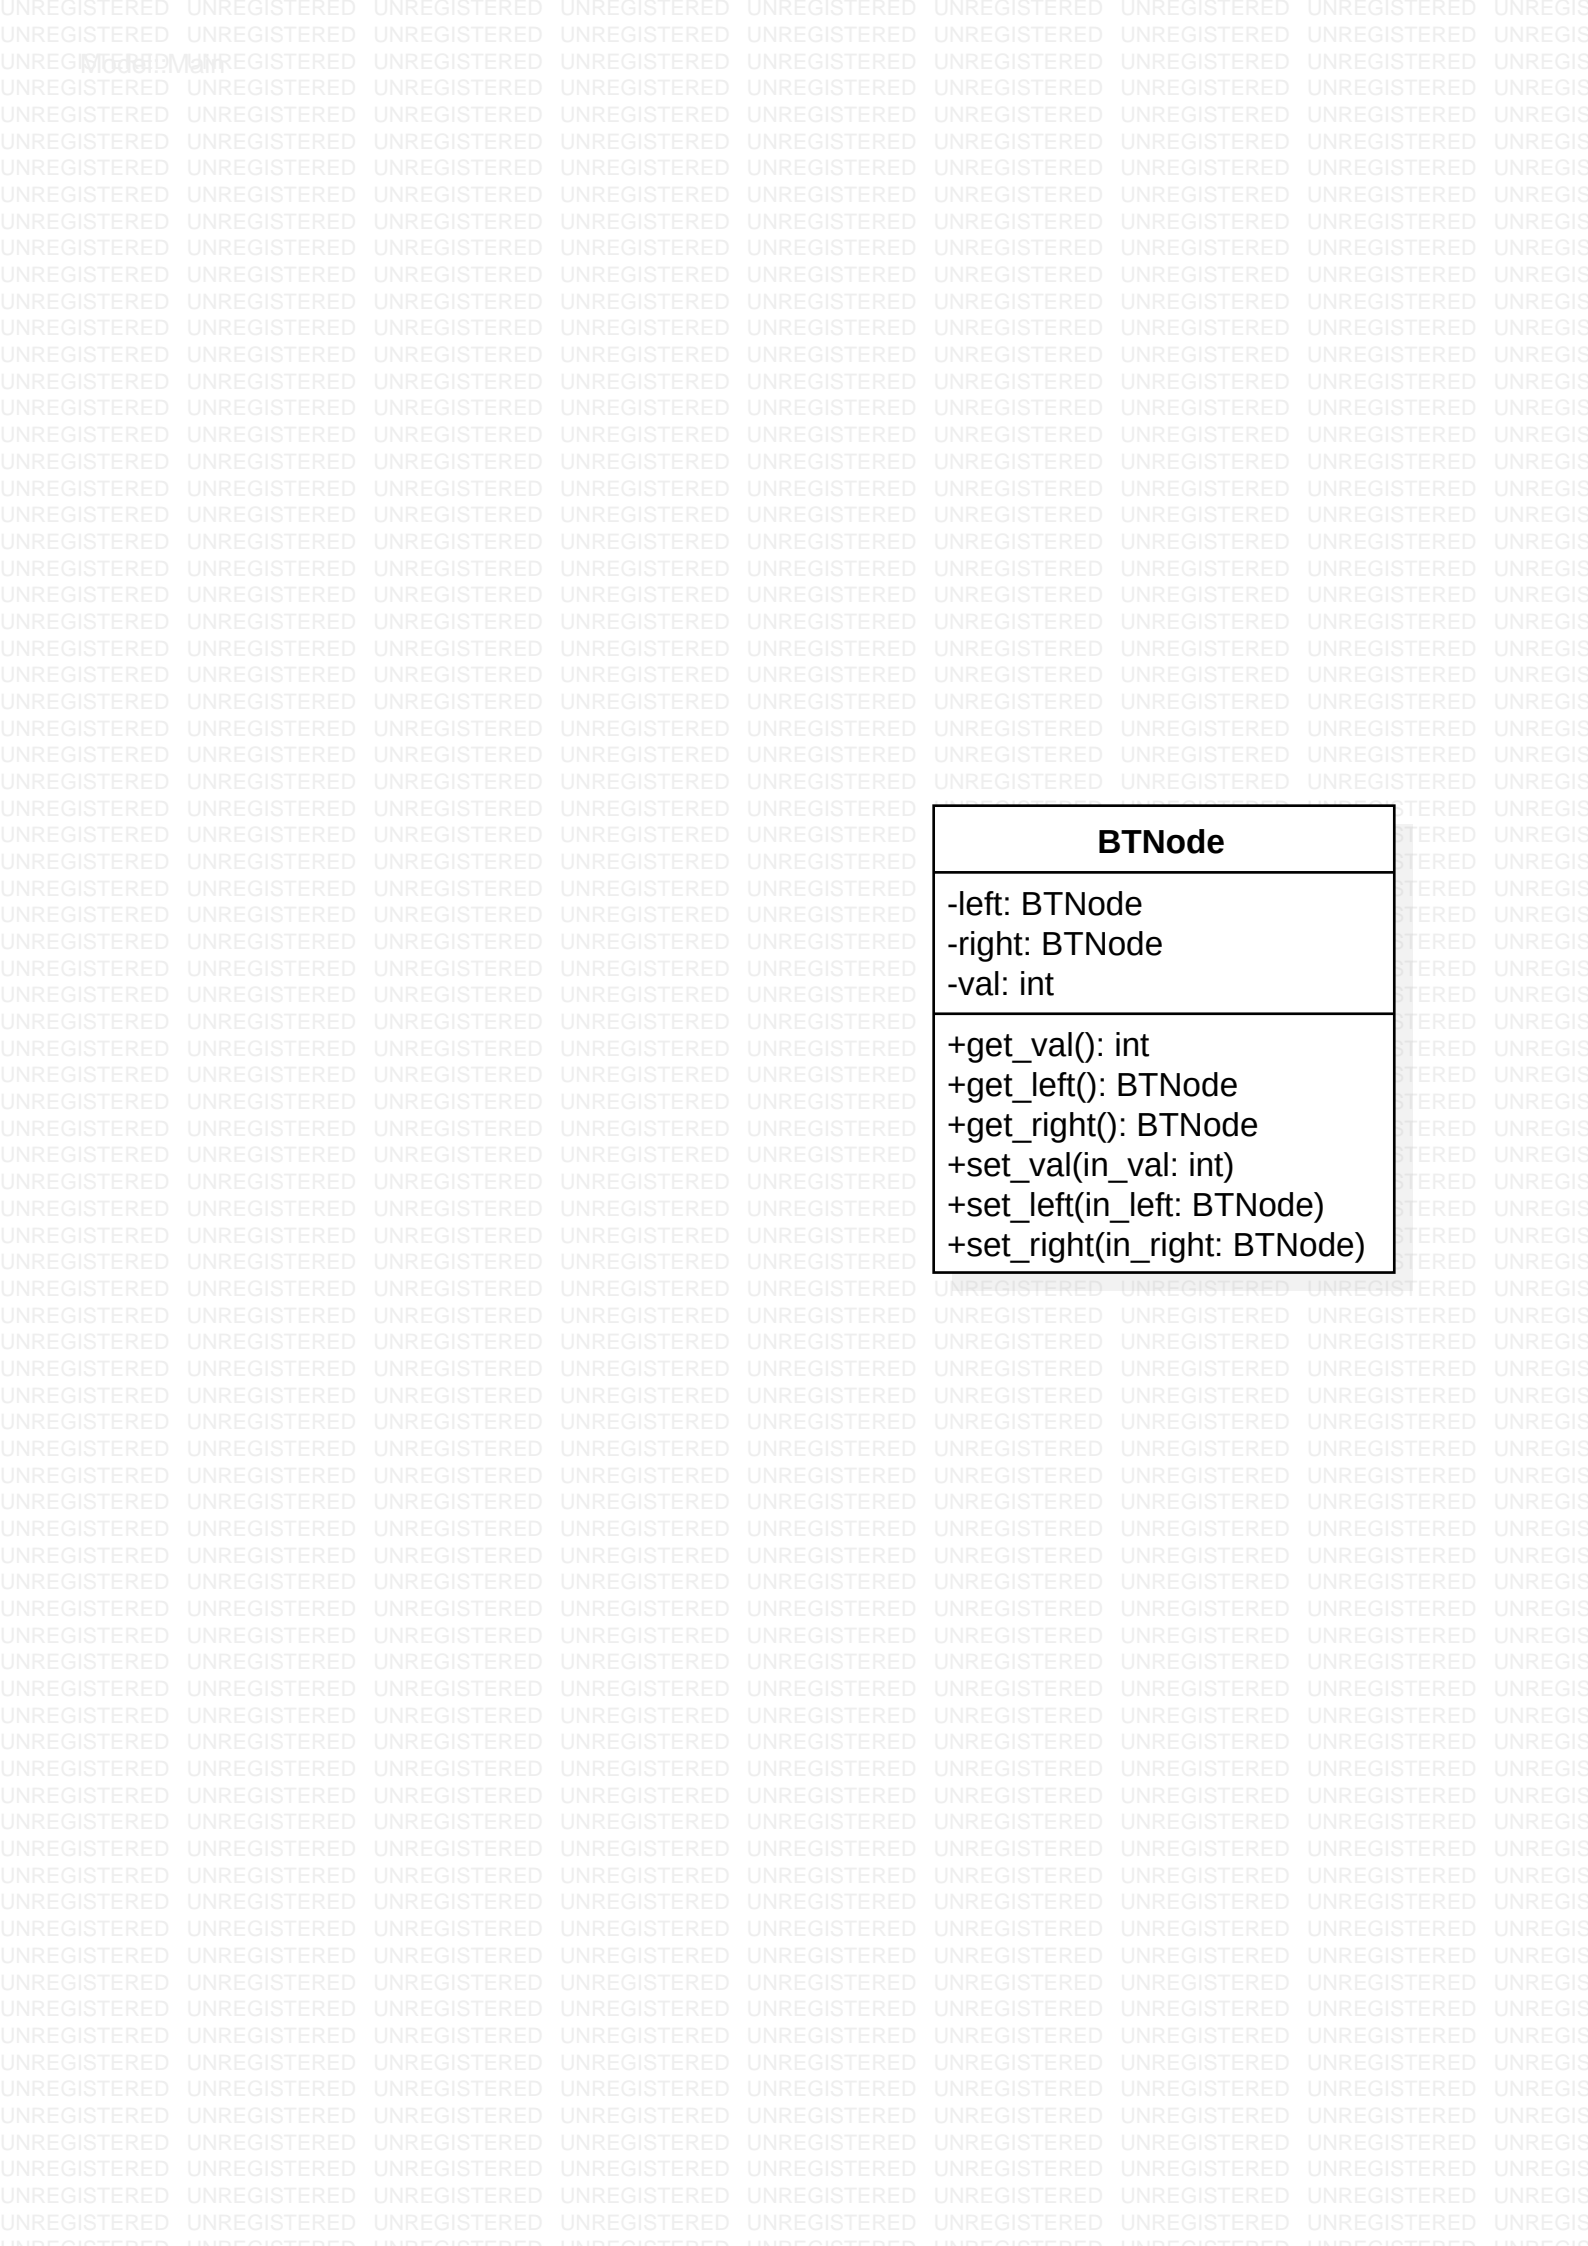 Model::Main
BTNode
-left: BTNode
-right: BTNode
-val: int
+get_val(): int
+get_left(): BTNode
+get_right(): BTNode
+set_val(in_val: int)
+set_left(in_left: BTNode)
+set_right(in_right: BTNode)
UNREGISTERED